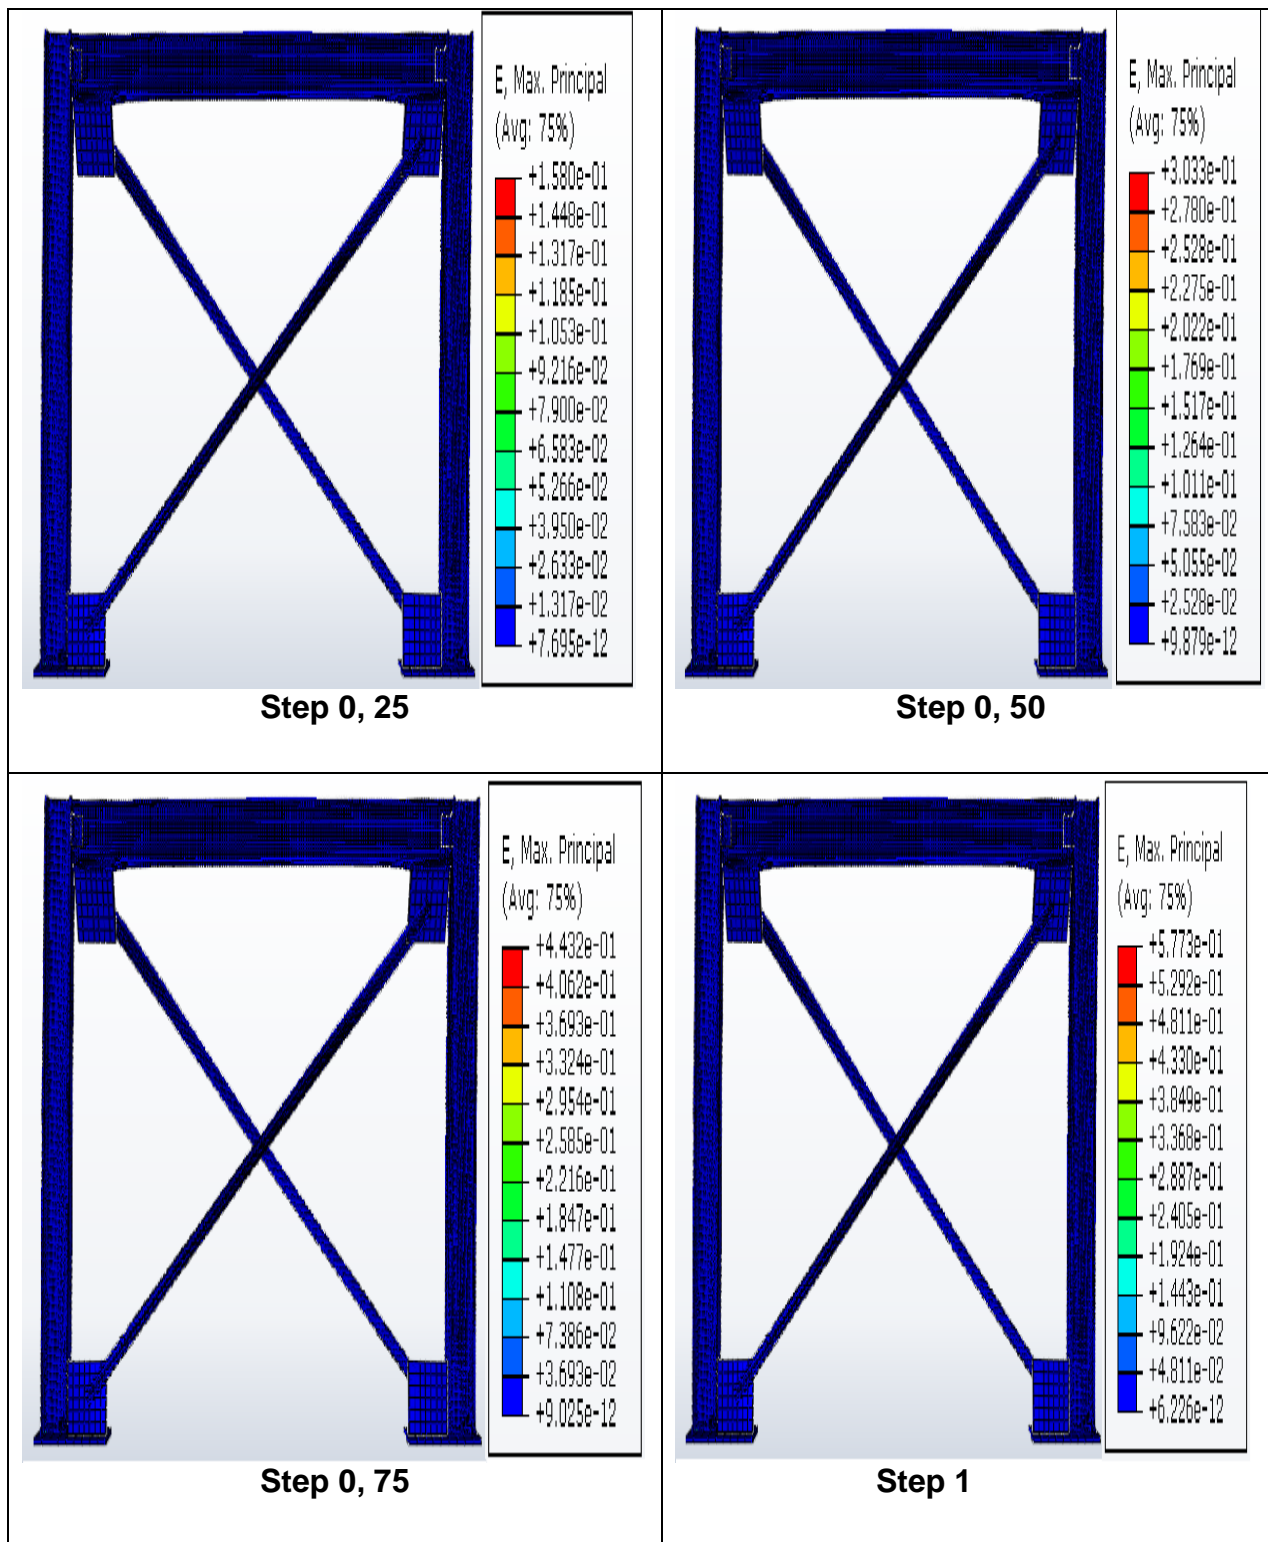 E, Max. Principal
(Avg: 75%)
+1.580e-01
+1.448e-01
+1.317e-01
+1.185e-01
+1.053e-01
+9.216e-02
+7.900e-02
+6.583e-02
+5.266e-02
+3.950e-02
+2.633e-02
+1.317e-02
+7.695e-12
Step 0, 25
E, Max. Principal
(Avg: 75%)
+3.033e-01
+2.780e-01
+2.528e-01
+2.275e-01
+2.022e-01
+1.769e-01
+1.517e-01
+1.264e-01
+1.011e-01
+7.583e-02
+5.055e-02
+2.528e-02
+9.879e-12
Step 0, 50
E, Max. Principal
(Avg: 75%)
+4.432e-01
+4.062e-01
+3.693e-01
+3.324e-01
+2.954e-01
+2.585e-01
+2.216e-01
+1.847e-01
+1.477e-01
+1.108e-01
+7.386e-02
+3.693e-02
+9.025e-12
Step 0, 75
E, Max. Principal
(Avg: 75%)
+5.773e-01
+5.292e-01
+4.811e-01
+4.330e-01
+3.849e-01
+3.368e-01
+2.887e-01
+2.405e-01
+1.924e-01
+1.443e-01
+9.622e-02
+4.811e-02
+6.226e-12
Step 1